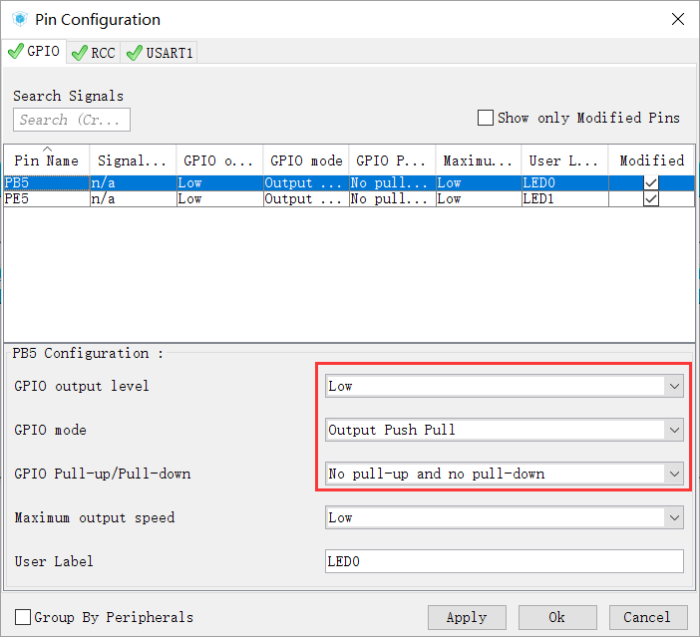 Pin Configuration
GPIO RCC USART1
Search Signals
Search (Cr...
Show only Modified Pins
Pin Name Signal... GPIO o... GPIO mode GPIO P... Maximu... User L... Modified
PB5 n/a Low Output ... No pull... Low LED0
PE5 n/a Low Output ... No pull... Low LED1
PB5 Configuration :
GPIO output level Low
GPIO mode Output Push Pull
GPIO Pull-up/Pull-down No pull-up and no pull-down
Maximum output speed Low
User Label LED0
Group By Peripherals Apply Ok Cancel